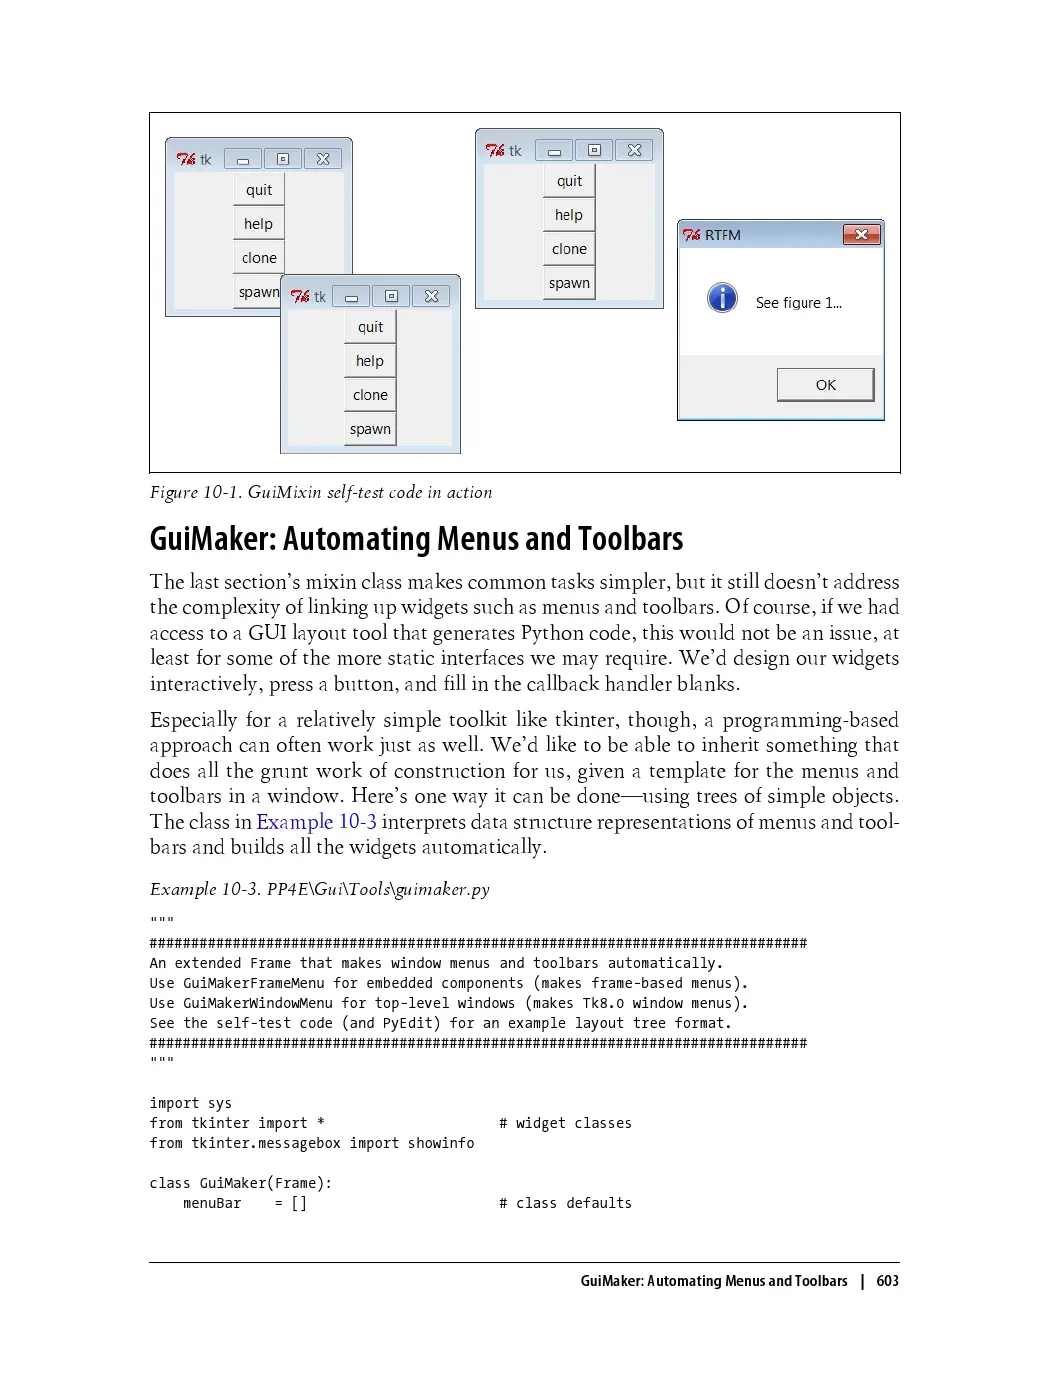 tk
quit
help
clone
spawn
tk
quit
help
clone
spawn
tk
quit
help
clone
spawn
RTFM
See figure 1...
OK
Figure 10-1. GuiMixin self-test code in action
GuiMaker: Automating Menus and Toolbars
The last section’s mixin class makes common tasks simpler, but it still doesn’t address
the complexity of linking up widgets such as menus and toolbars. Of course, if we had
access to a GUI layout tool that generates Python code, this would not be an issue, at
least for some of the more static interfaces we may require. We’d design our widgets
interactively, press a button, and fill in the callback handler blanks.
Especially for a relatively simple toolkit like tkinter, though, a programming-based
approach can often work just as well. We’d like to be able to inherit something that
does all the grunt work of construction for us, given a template for the menus and
toolbars in a window. Here’s one way it can be done—using trees of simple objects.
The class in Example 10-3 interprets data structure representations of menus and tool-
bars and builds all the widgets automatically.
Example 10-3. PP4E\Gui\Tools\guimaker.py
"""
###############################################################################
An extended Frame that makes window menus and toolbars automatically.
Use GuiMakerFrameMenu for embedded components (makes frame-based menus).
Use GuiMakerWindowMenu for top-level windows (makes Tk8.0 window menus).
See the self-test code (and PyEdit) for an example layout tree format.
###############################################################################
"""
import sys
from tkinter import *                     # widget classes
from tkinter.messagebox import showinfo
class GuiMaker(Frame):
    menuBar    = []                       # class defaults
GuiMaker: Automating Menus and Toolbars | 603